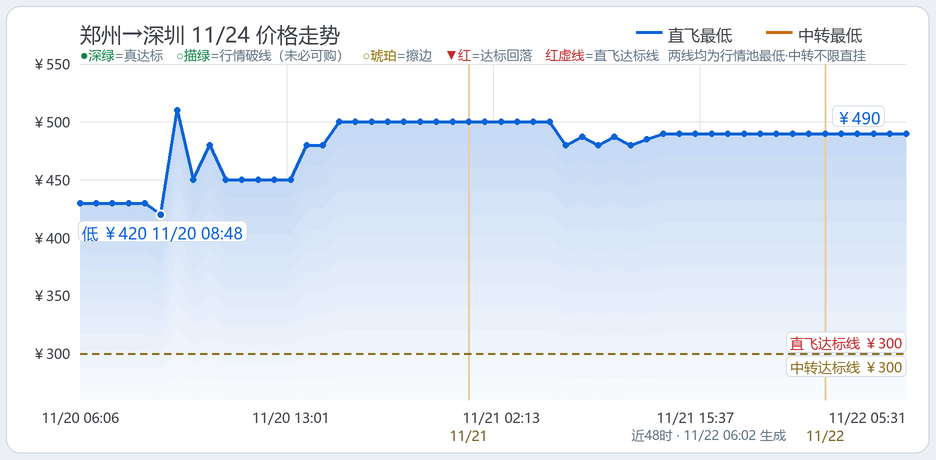 郑州→深圳 11/24 价格走势
直飞最低 中转最低
●深绿=真达标 ○描绿=行情破线（未必可购） ○琥珀=擦边 ▼红=达标回落 红虚线=直飞达标线 两线均为行情池最低·中转不限直挂
￥550
￥500
￥450
￥400
￥350
￥300
￥490
低 ￥420 11/20 08:48
直飞达标线 ￥300
中转达标线 ￥300
11/20 06:06 11/20 13:01 11/21 02:13 11/21 15:37 11/22 05:31
11/21 近48时 · 11/22 06:02 生成 11/22